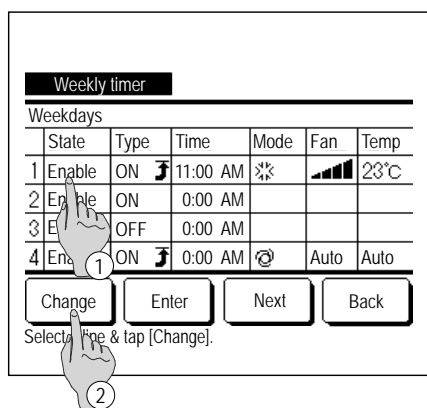 Weekly timer
Weekdays
State Type Time Mode Fan Temp
1 Enable ON 11:00 AM 23°C
2 Enable ON 0:00 AM
3 OFF 0:00 AM
4 ON 0:00 AM Auto Auto
1
Change Enter Next Back
Select line & tap [Change].
2